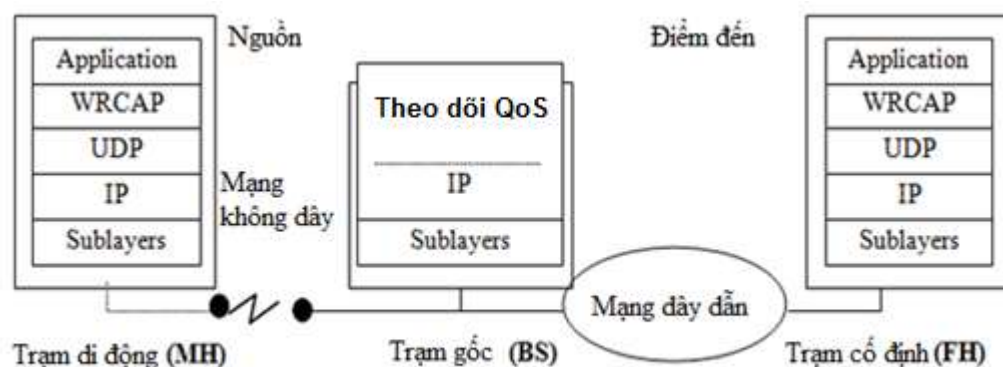 Nguồn
Điểm đến
Application
WRCAP
UDP
IP
Sublayers
Mạng
không dây
Theo dõi QoS
IP
Sublayers
Mạng dây dẫn
Application
WRCAP
UDP
IP
Sublayers
Trạm di động (MH)
Trạm gốc (BS)
Trạm cố định (FH)